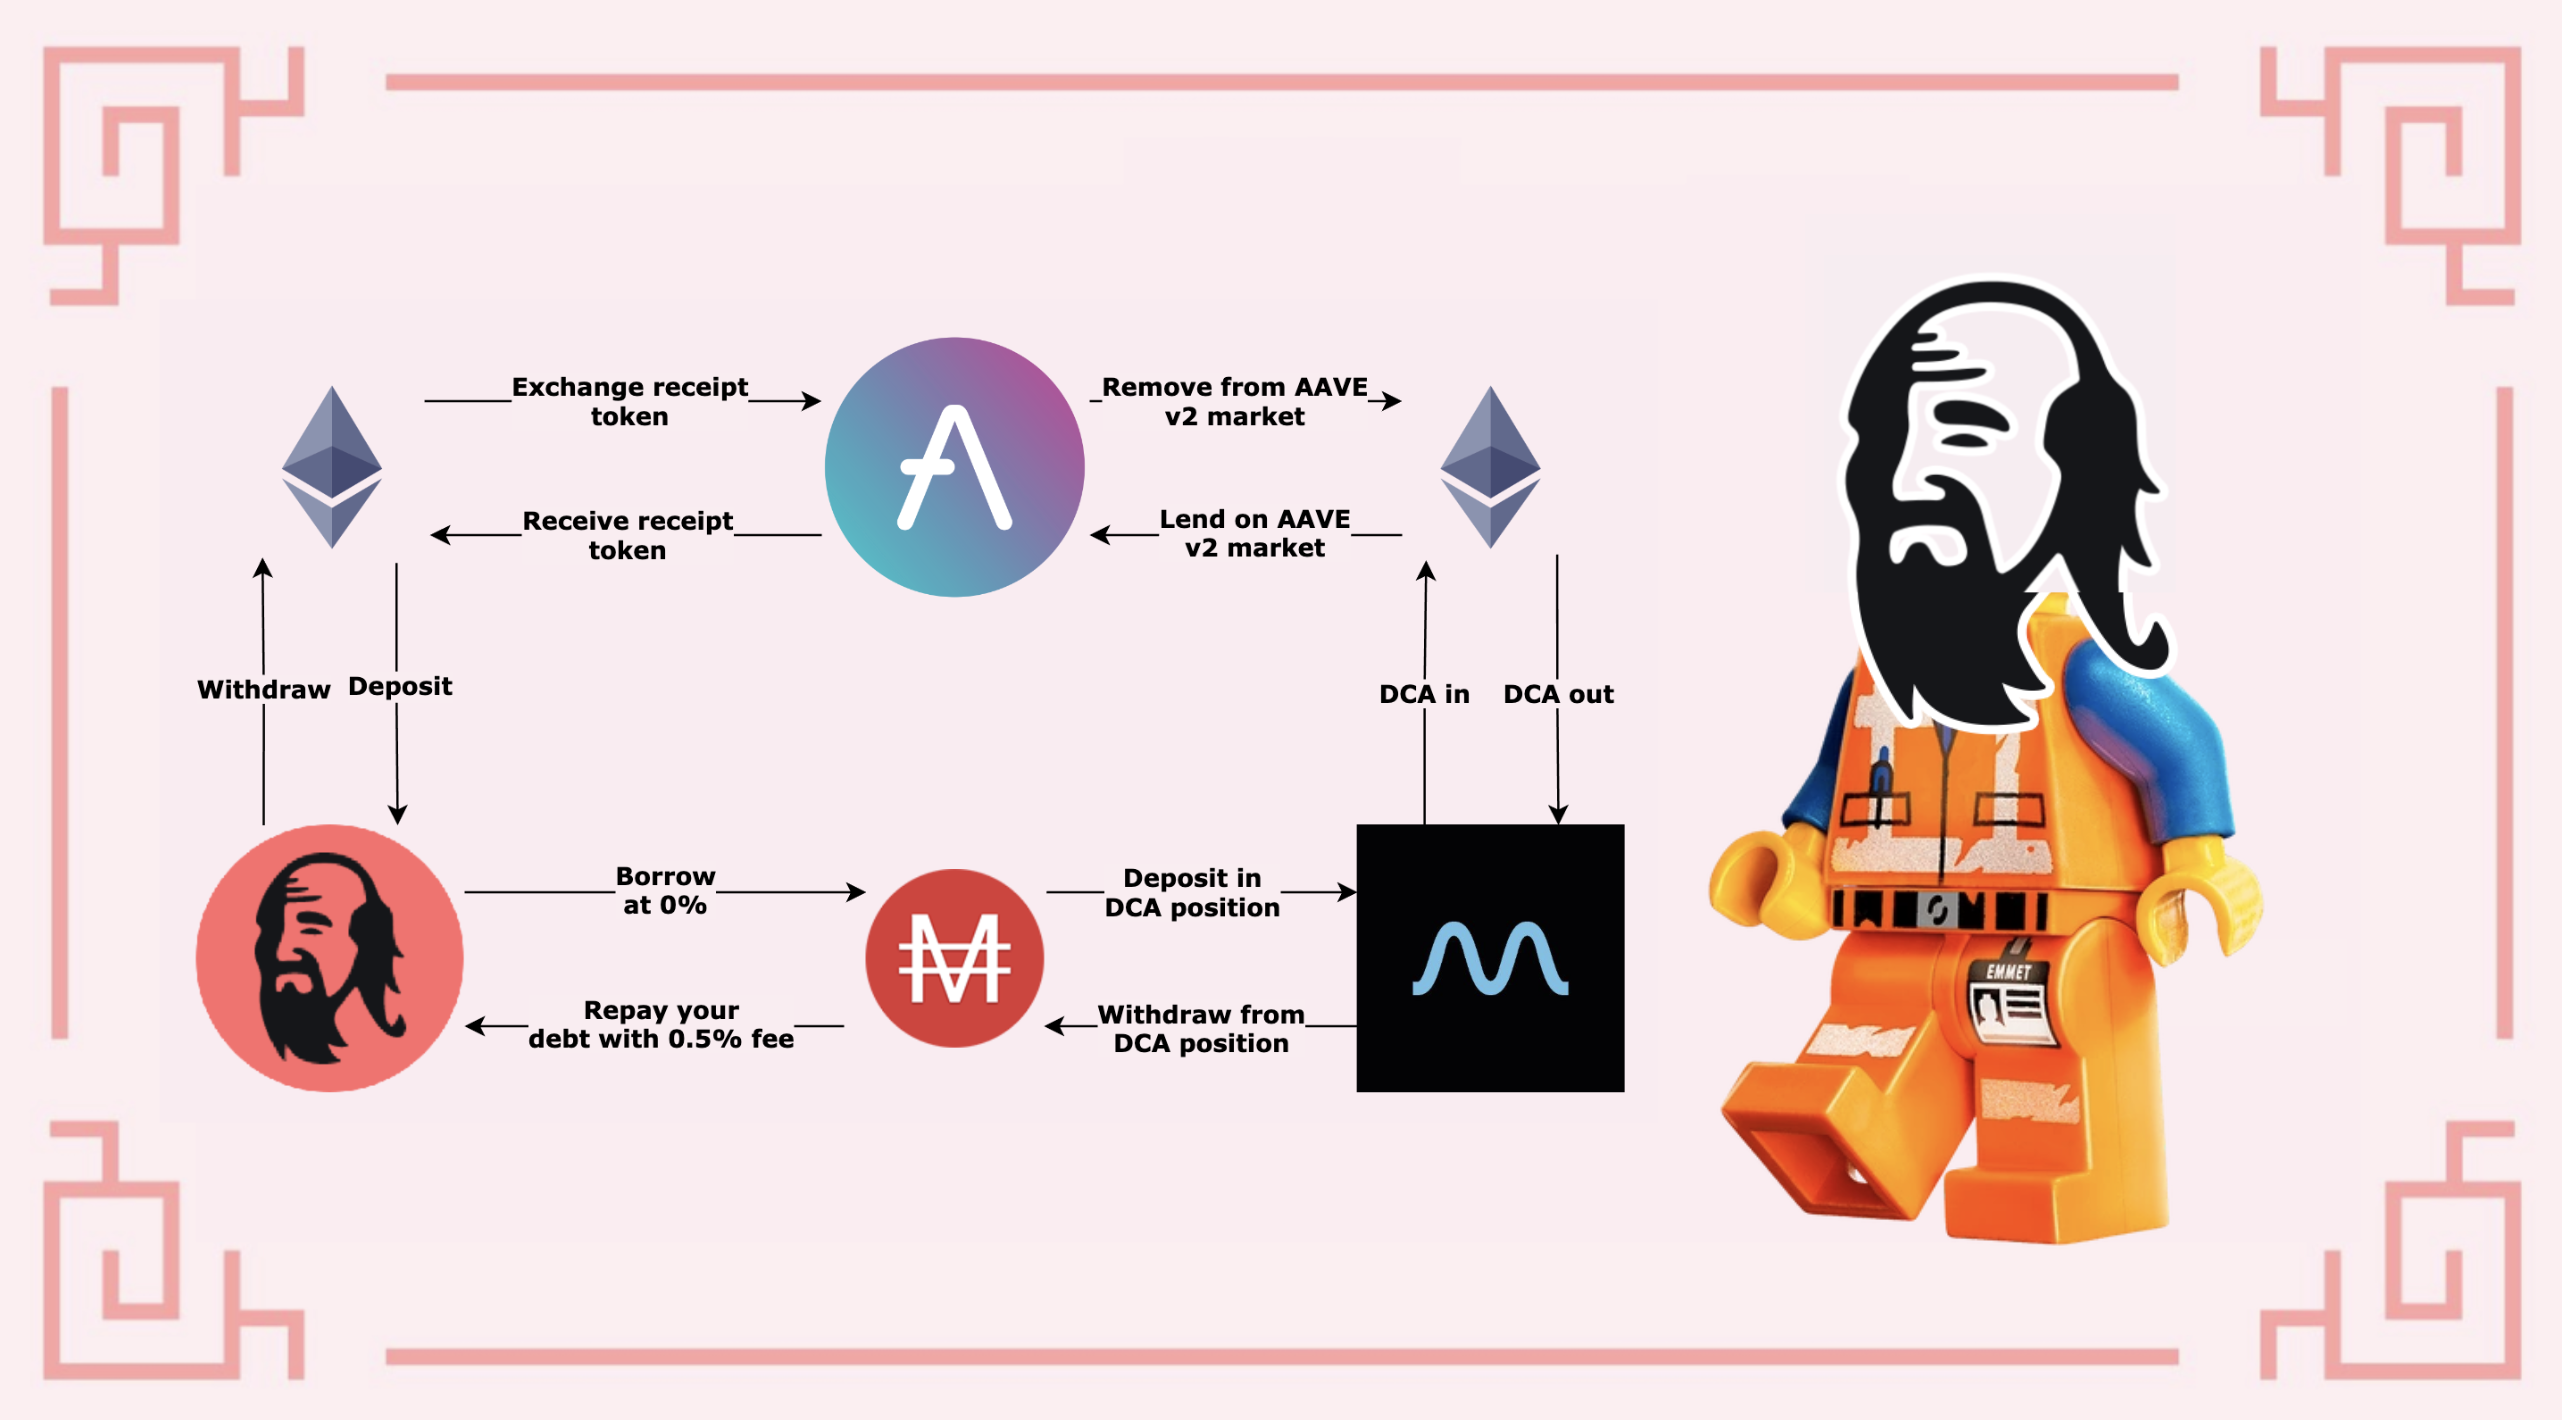 Exchange receipt
token
Remove from AAVE
v2 market
Receive receipt
token
Lend on AAVE
v2 market
Withdraw
Deposit
DCA in
DCA out
Borrow
at 0%
Deposit in
DCA position
Repay your
debt with 0.5% fee
Withdraw from
DCA position
EMMET